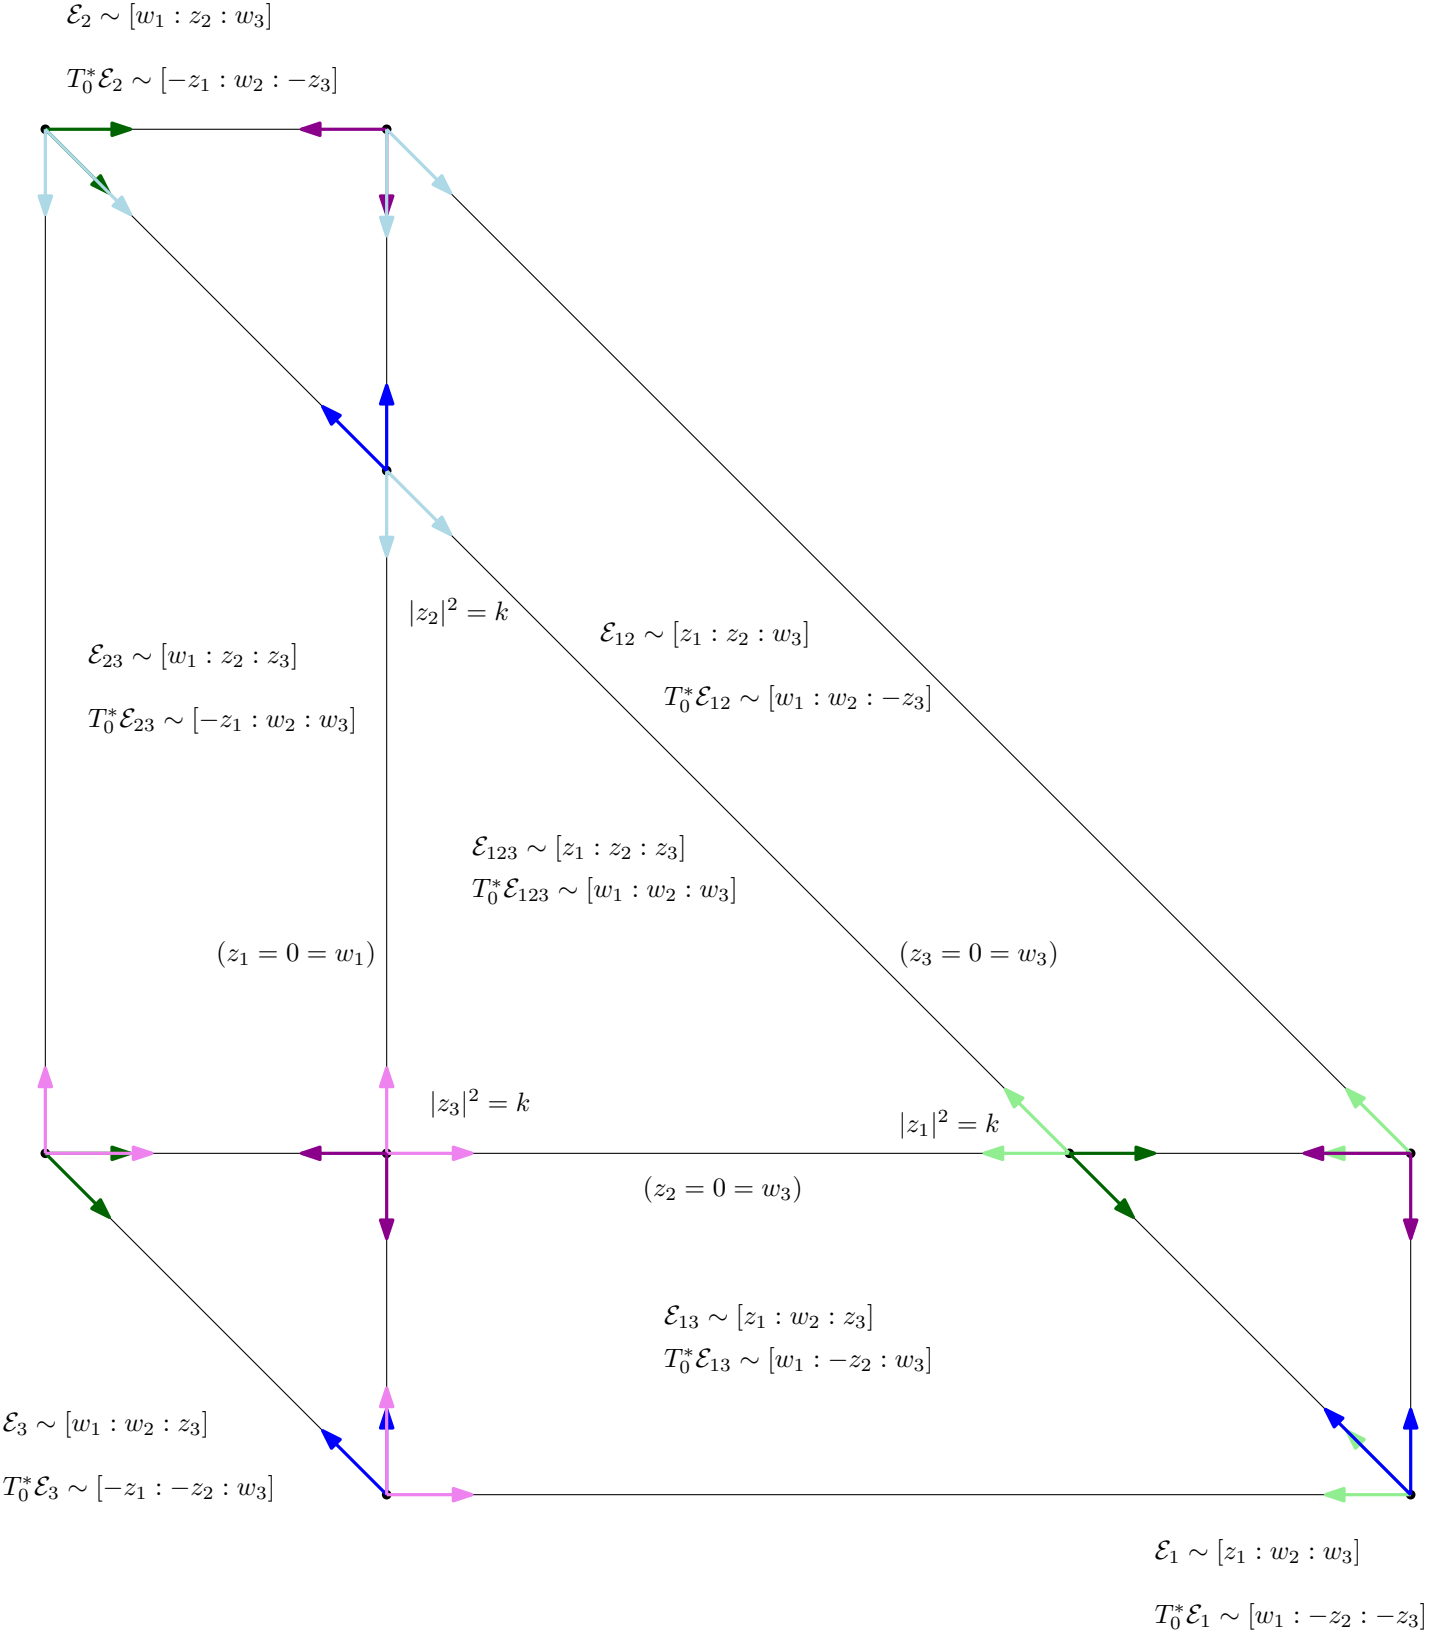 $\mathcal{E}_2 \sim [w_1 : z_2 : w_3]$
$T_0^*\mathcal{E}_2 \sim [-z_1 : w_2 : -z_3]$
$|z_2|^2 = k$
$\mathcal{E}_{12} \sim [z_1 : z_2 : w_3]$
$\mathcal{E}_{23} \sim [w_1 : z_2 : z_3]$
$T_0^*\mathcal{E}_{12} \sim [w_1 : w_2 : -z_3]$
$T_0^*\mathcal{E}_{23} \sim [-z_1 : w_2 : w_3]$
$\mathcal{E}_{123} \sim [z_1 : z_2 : z_3]$
$T_0^*\mathcal{E}_{123} \sim [w_1 : w_2 : w_3]$
$(z_1 = 0 = w_1)$
$(z_3 = 0 = w_3)$
$|z_3|^2 = k$
$|z_1|^2 = k$
$(z_2 = 0 = w_3)$
$\mathcal{E}_{13} \sim [z_1 : w_2 : z_3]$
$T_0^*\mathcal{E}_{13} \sim [w_1 : -z_2 : w_3]$
$\mathcal{E}_3 \sim [w_1 : w_2 : z_3]$
$T_0^*\mathcal{E}_3 \sim [-z_1 : -z_2 : w_3]$
$\mathcal{E}_1 \sim [z_1 : w_2 : w_3]$
$T_0^*\mathcal{E}_1 \sim [w_1 : -z_2 : -z_3]$